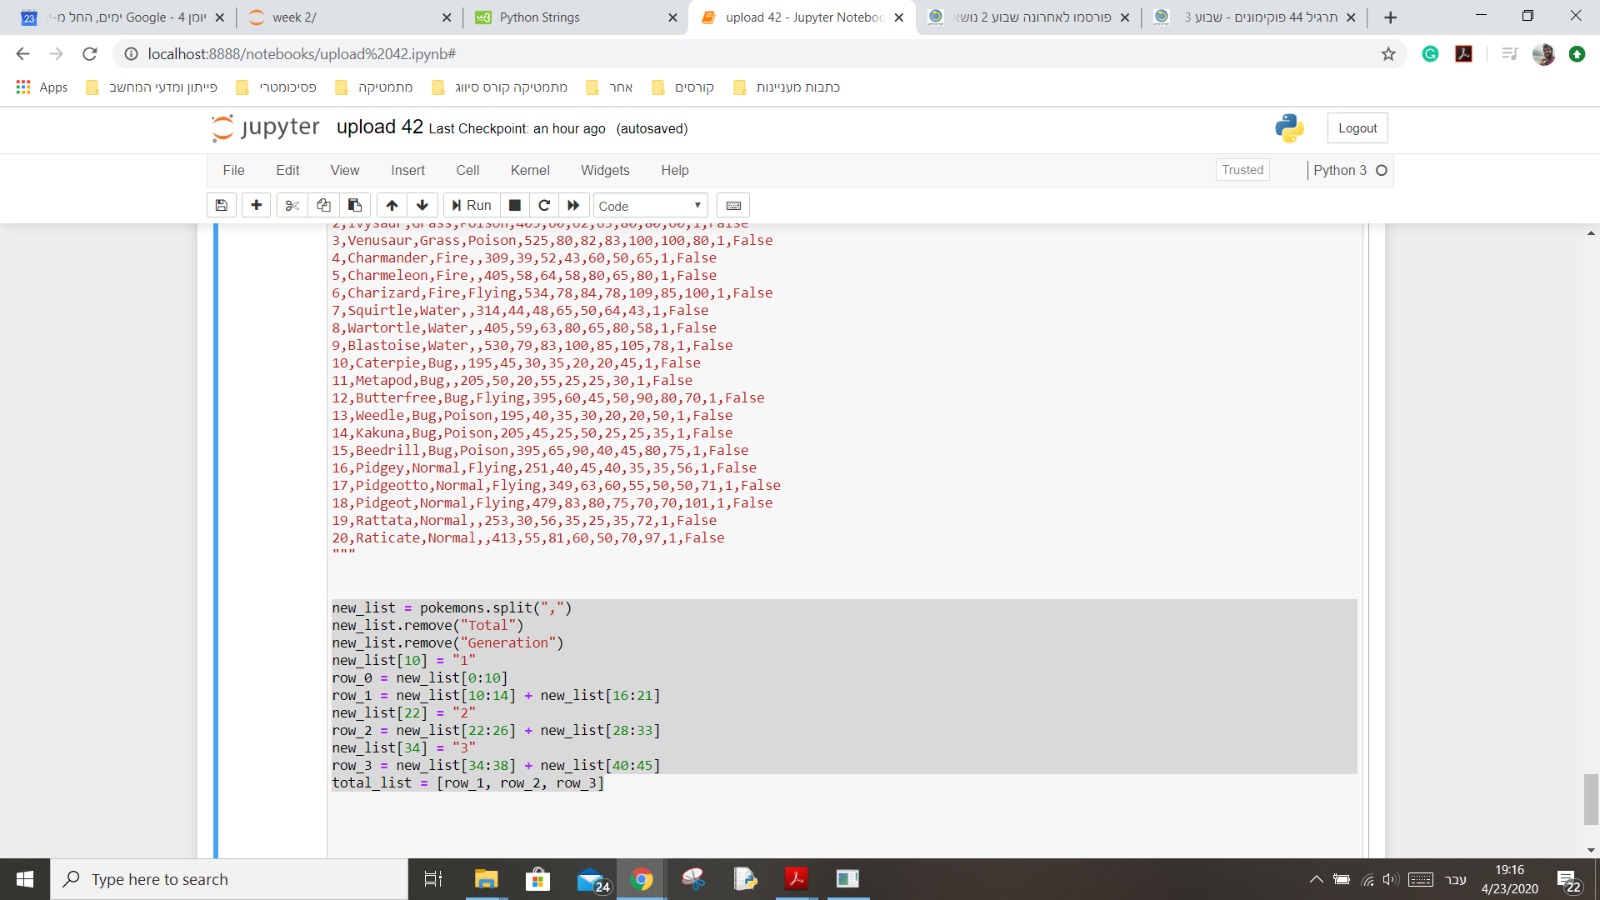 יומן Google - 4 ימים, החל מ-י
week 2/
Python Strings
upload 42 - Jupyter Noteboo
פורסמו לאחרונה שבוע 2 נושא
תרגיל 44 פוקימונים - שבוע 3
localhost:8888/notebooks/upload%2042.ipynb#
Apps
פייתון ומדעי המחשב
פסיכומטרי
מתמטיקה
מתמטיקה קורס סיווג
אחר
קורסים
כתבות מעניינות
jupyter upload 42 Last Checkpoint: an hour ago (autosaved)
Logout
File Edit View Insert Cell Kernel Widgets Help
Trusted
Python 3
Run
Code
2,Ivysaur,Grass,Poison,405,60,62,63,80,80,60,1,False
3,Venusaur,Grass,Poison,525,80,82,83,100,100,80,1,False
4,Charmander,Fire,,309,39,52,43,60,50,65,1,False
5,Charmeleon,Fire,,405,58,64,58,80,65,80,1,False
6,Charizard,Fire,Flying,534,78,84,78,109,85,100,1,False
7,Squirtle,Water,,314,44,48,65,50,64,43,1,False
8,Wartortle,Water,,405,59,63,80,65,80,58,1,False
9,Blastoise,Water,,530,79,83,100,85,105,78,1,False
10,Caterpie,Bug,,195,45,30,35,20,20,45,1,False
11,Metapod,Bug,,205,50,20,55,25,25,30,1,False
12,Butterfree,Bug,Flying,395,60,45,50,90,80,70,1,False
13,Weedle,Bug,Poison,195,40,35,30,20,20,50,1,False
14,Kakuna,Bug,Poison,205,45,25,50,25,25,35,1,False
15,Beedrill,Bug,Poison,395,65,90,40,45,80,75,1,False
16,Pidgey,Normal,Flying,251,40,45,40,35,35,56,1,False
17,Pidgeotto,Normal,Flying,349,63,60,55,50,50,71,1,False
18,Pidgeot,Normal,Flying,479,83,80,75,70,70,101,1,False
19,Rattata,Normal,,253,30,56,35,25,35,72,1,False
20,Raticate,Normal,,413,55,81,60,50,70,97,1,False
"""
new_list = pokemons.split(",")
new_list.remove("Total")
new_list.remove("Generation")
new_list[10] = "1"
row_0 = new_list[0:10]
row_1 = new_list[10:14] + new_list[16:21]
new_list[22] = "2"
row_2 = new_list[22:26] + new_list[28:33]
new_list[34] = "3"
row_3 = new_list[34:38] + new_list[40:45]
total_list = [row_1, row_2, row_3]
Type here to search
24
עבר
19:16
4/23/2020
22